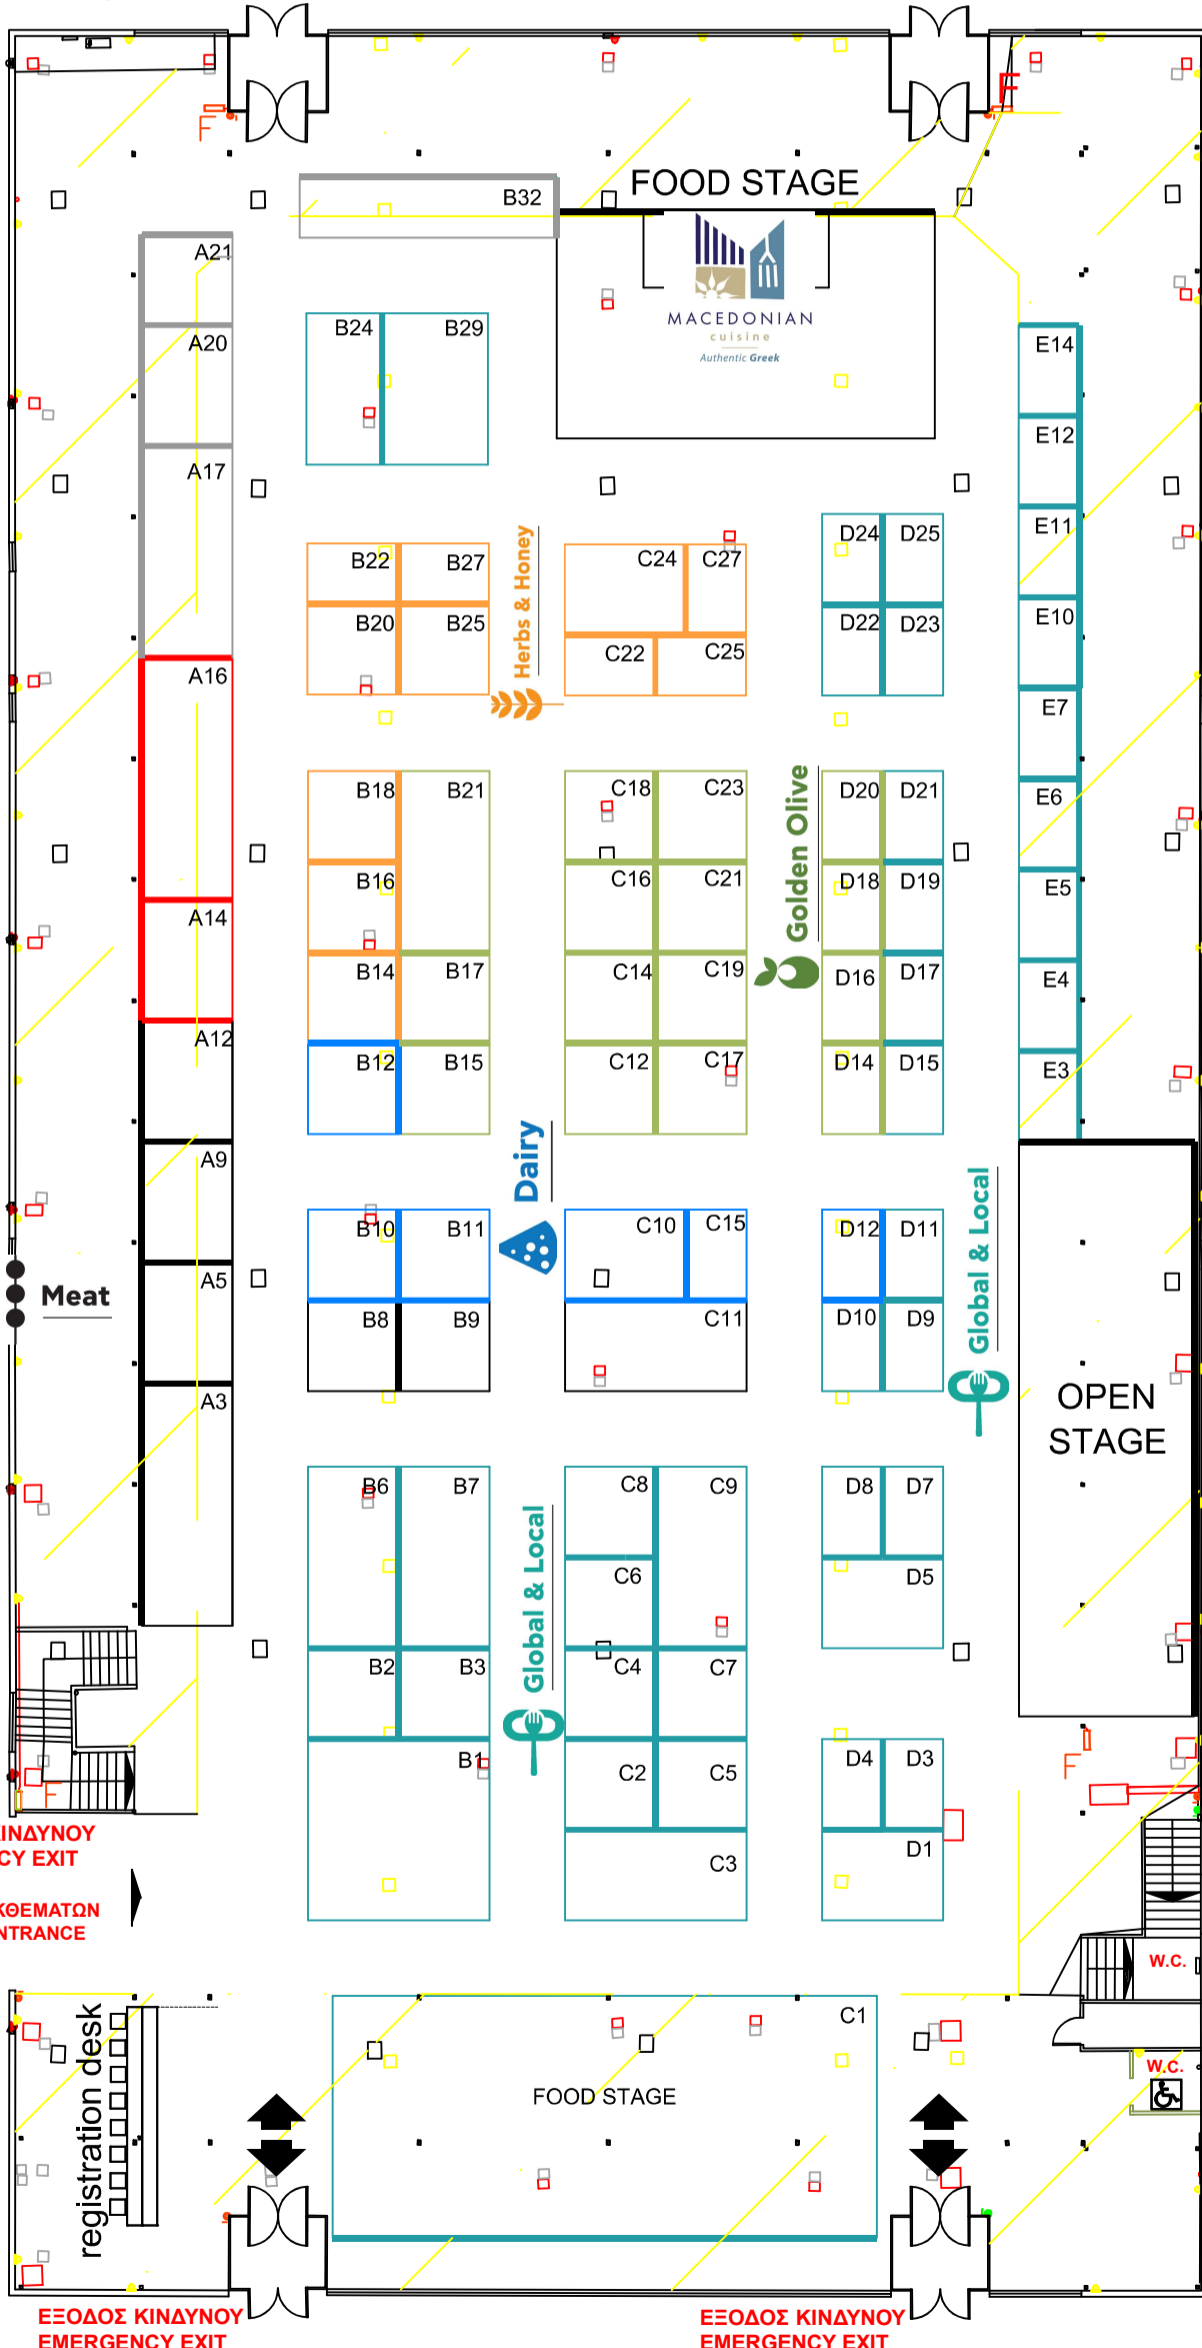 F
F
FOOD STAGE
B32
MACEDONIAN
cuisine
Authentic Greek
A21
A20
A17
A16
A14
A12
A9
A5
A3
Meat
B24
B29
B22
B27
B20
B25
Herbs & Honey
C24
C27
C22
C25
D24
D25
D22
D23
E14
E12
E11
E10
E7
E6
E5
E4
E3
B18
B21
B16
B14
B17
B12
B15
C18
C23
C16
C21
C14
C19
C12
C17
Golden Olive
D20
D21
D18
D19
D16
D17
D14
D15
Dairy
B10
B11
B8
B9
C10
C15
C11
D12
D11
D10
D9
Global & Local
OPEN
STAGE
B6
B7
B2
B3
B1
Global & Local
C8
C9
C6
C4
C7
C2
C5
C3
D8
D7
D5
D4
D3
D1
F
F
ΙΝΔΥΝΟΥ
CY EXIT
ΚΘΕΜΑΤΩΝ
NTRANCE
W.C.
W.C.
registration desk
C1
FOOD STAGE
ΕΞΟΔΟΣ ΚΙΝΔΥΝΟΥ
EMERGENCY EXIT
ΕΞΟΔΟΣ ΚΙΝΔΥΝΟΥ
EMERGENCY EXIT